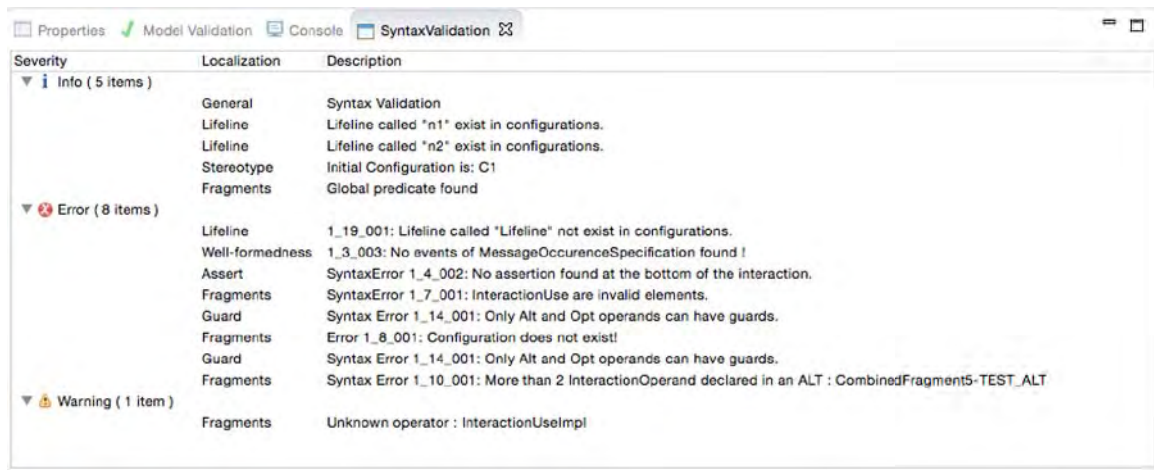 Properties Model Validation Console SyntaxValidation
Severity Localization Description
Info ( 5 items )
General Syntax Validation
Lifeline Lifeline called "n1" exist in configurations.
Lifeline Lifeline called "n2" exist in configurations.
Stereotype Initial Configuration is: C1
Fragments Global predicate found
Error ( 8 items )
Lifeline 1_19_001: Lifeline called "Lifeline" not exist in configurations.
Well-formedness 1_3_003: No events of MessageOccurenceSpecification found !
Assert SyntaxError 1_4_002: No assertion found at the bottom of the interaction.
Fragments SyntaxError 1_7_001: InteractionUse are invalid elements.
Guard Syntax Error 1_14_001: Only Alt and Opt operands can have guards.
Fragments Error 1_8_001: Configuration does not exist!
Guard Syntax Error 1_14_001: Only Alt and Opt operands can have guards.
Fragments Syntax Error 1_10_001: More than 2 InteractionOperand declared in an ALT : CombinedFragment5-TEST_ALT
Warning ( 1 item )
Fragments Unknown operator : InteractionUseImpl